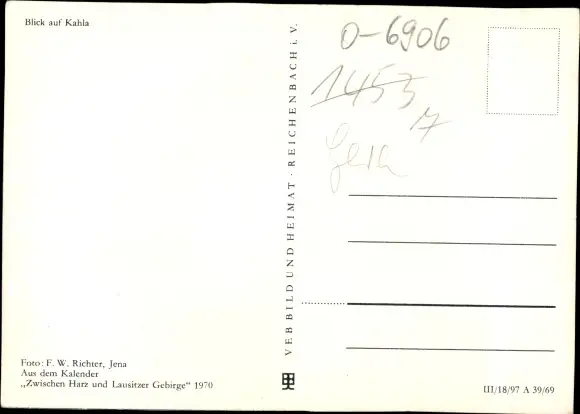 Blick auf Kahla
O-6906
1453
17
VEB BILD UND HEIMAT · REICHENBACH i. V.
Foto: F. W. Richter, Jena
Aus dem Kalender
„Zwischen Harz und Lausitzer Gebirge" 1970
III/18/97 A 39/69